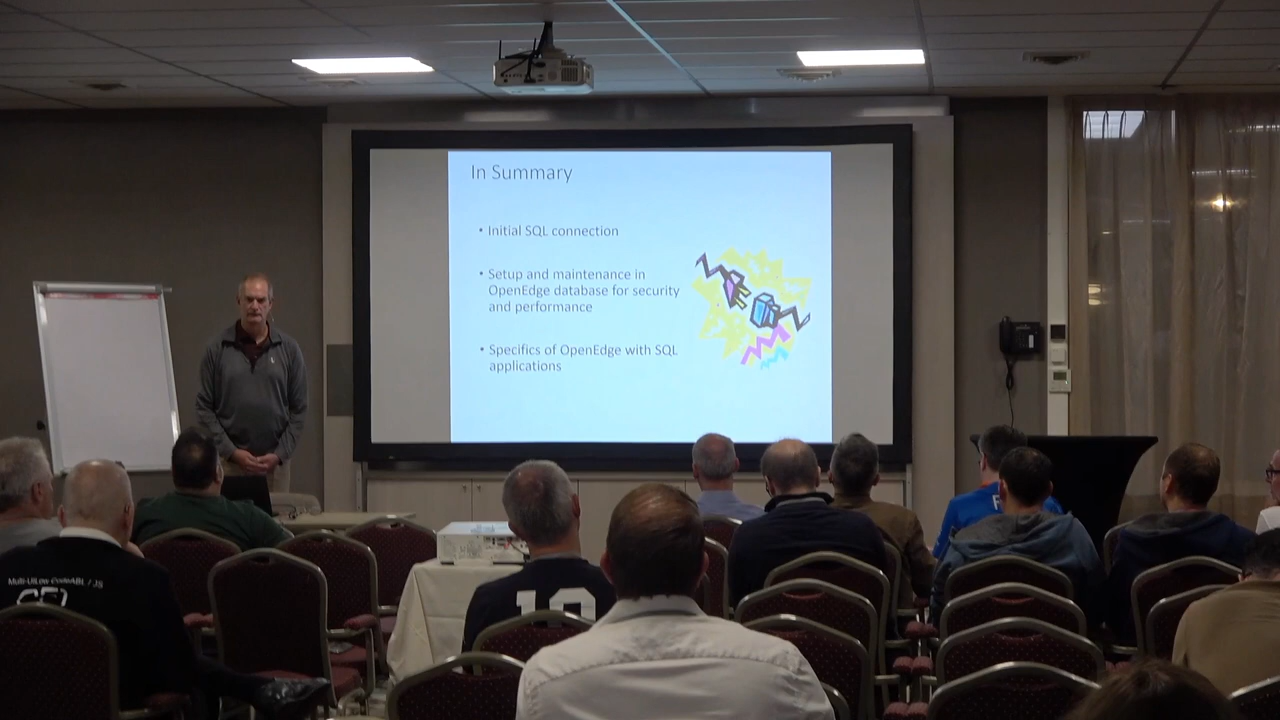 In Summary
• Initial SQL connection
• Setup and maintenance in
OpenEdge database for security
and performance
• Specifics of OpenEdge with SQL
applications
19